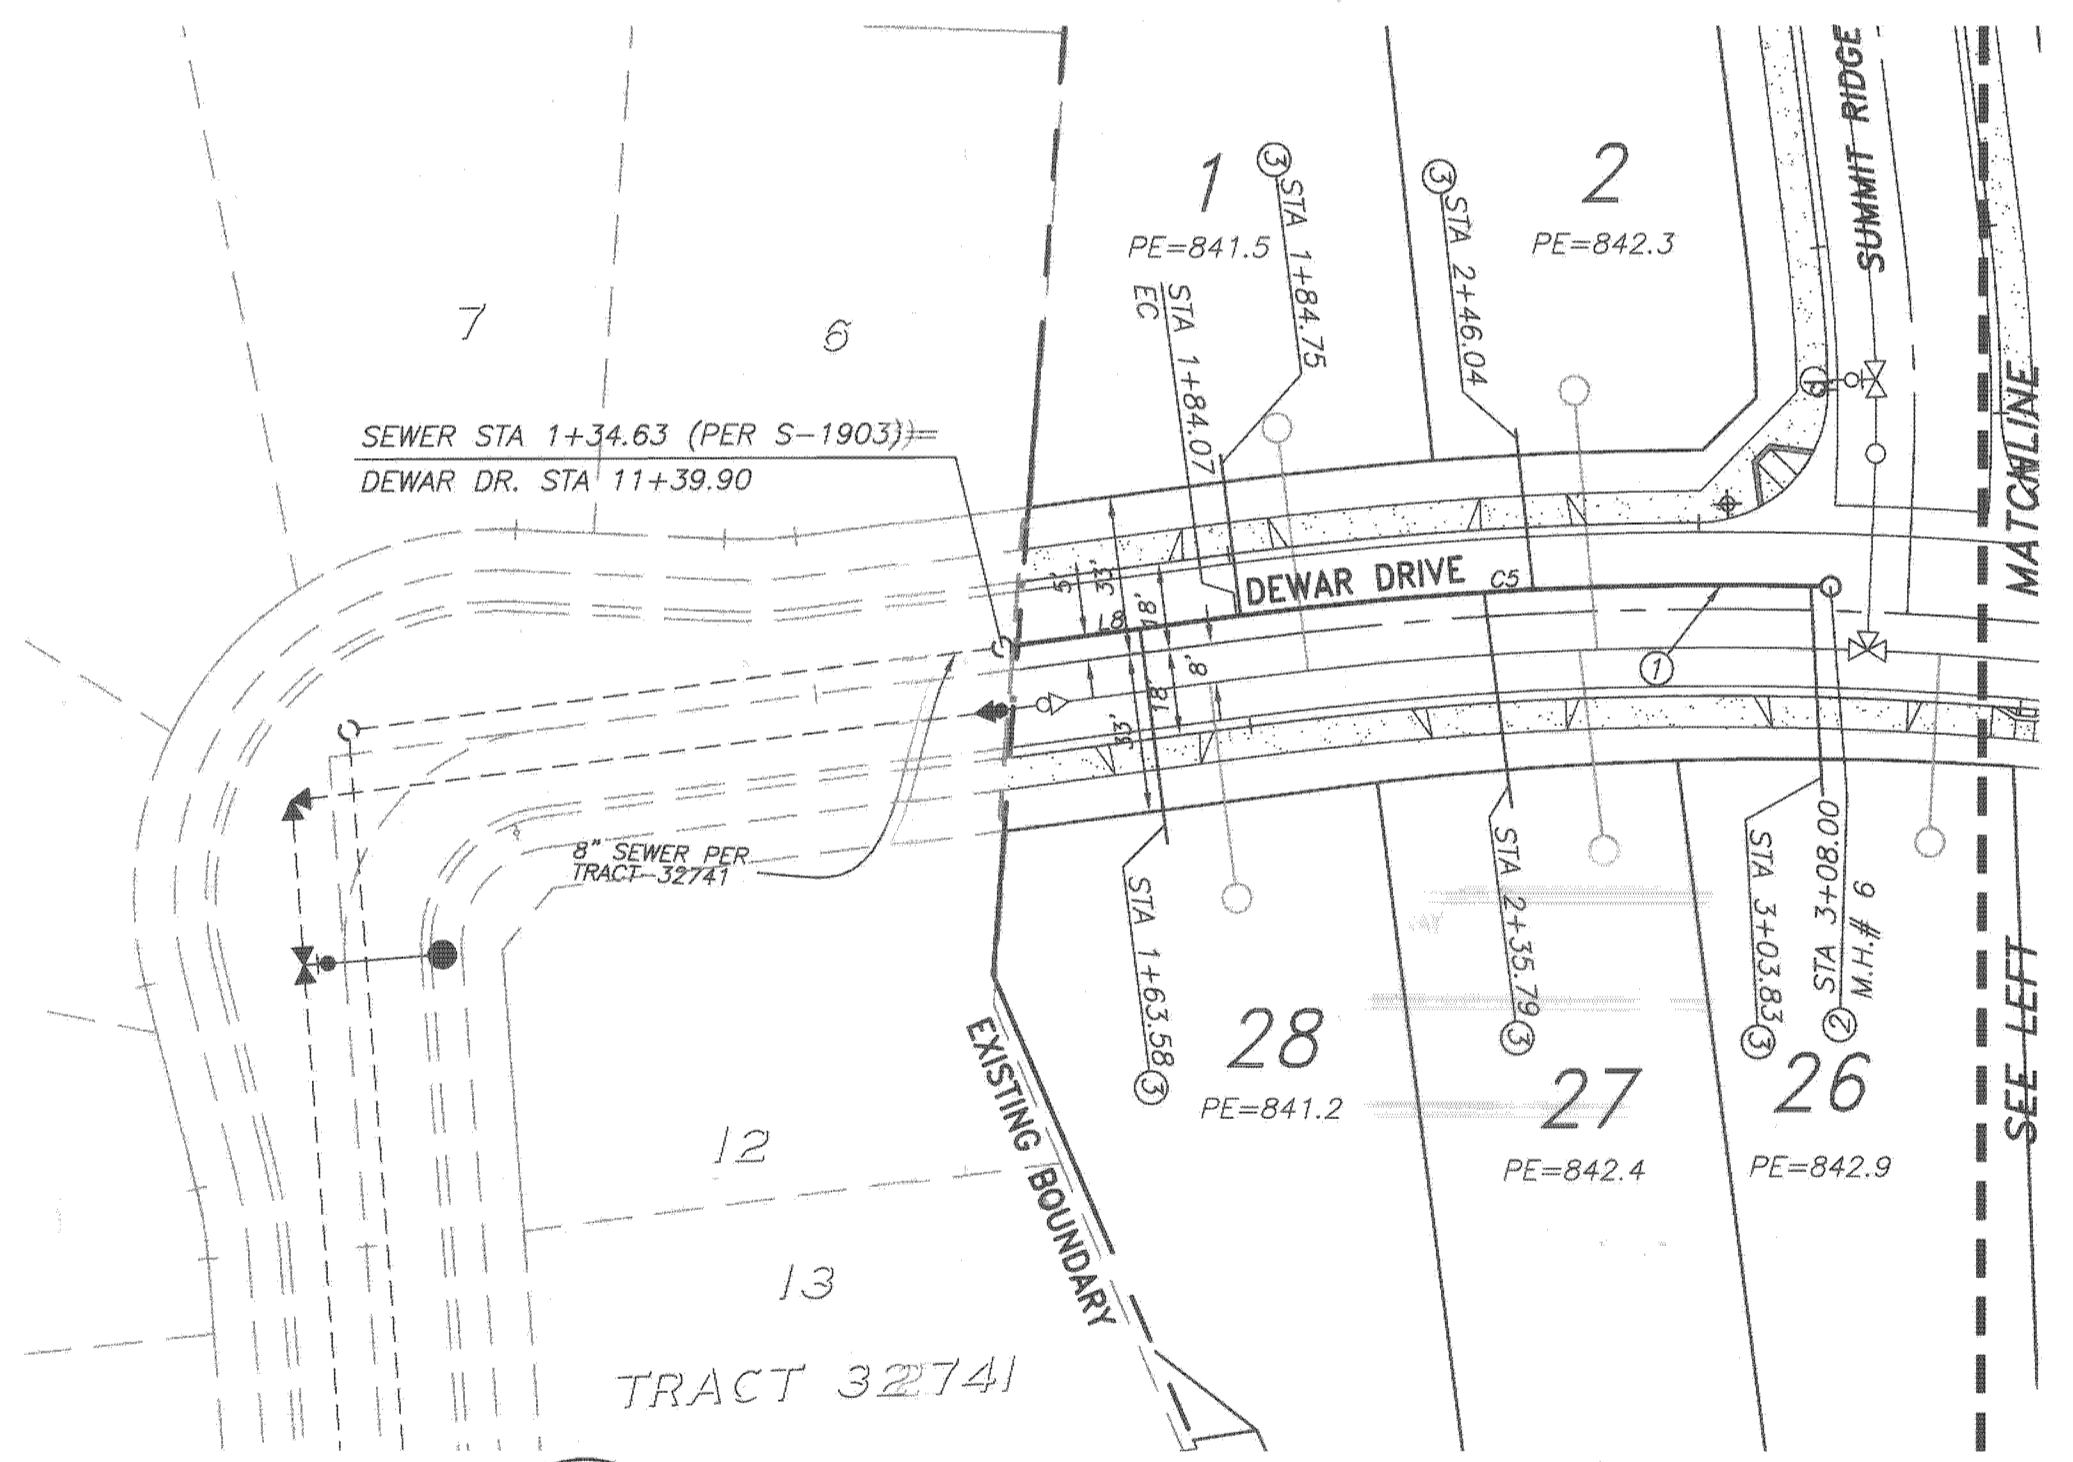 SUMMIT RIDGE
1
③ STA 1+84.75
PE=841.5
STA 1+84.07
EC
③ STA 2+46.04
2
PE=842.3
7
6
SEWER STA 1+34.63 (PER S-1903)=
DEWAR DR. STA 11+39.90
MATCHLINE
SEE LEFT
DEWAR DRIVE
C5
5'
33'
18'
L8
8'
18'
33'
①
8" SEWER PER
TRACT 32741
STA 1+63.58 ③
STA 2+35.79 ③
STA 3+03.83 ③
STA 3+08.00
M.H.# 6
②
28
PE=841.2
27
PE=842.4
26
PE=842.9
EXISTING BOUNDARY
12
13
TRACT 32741